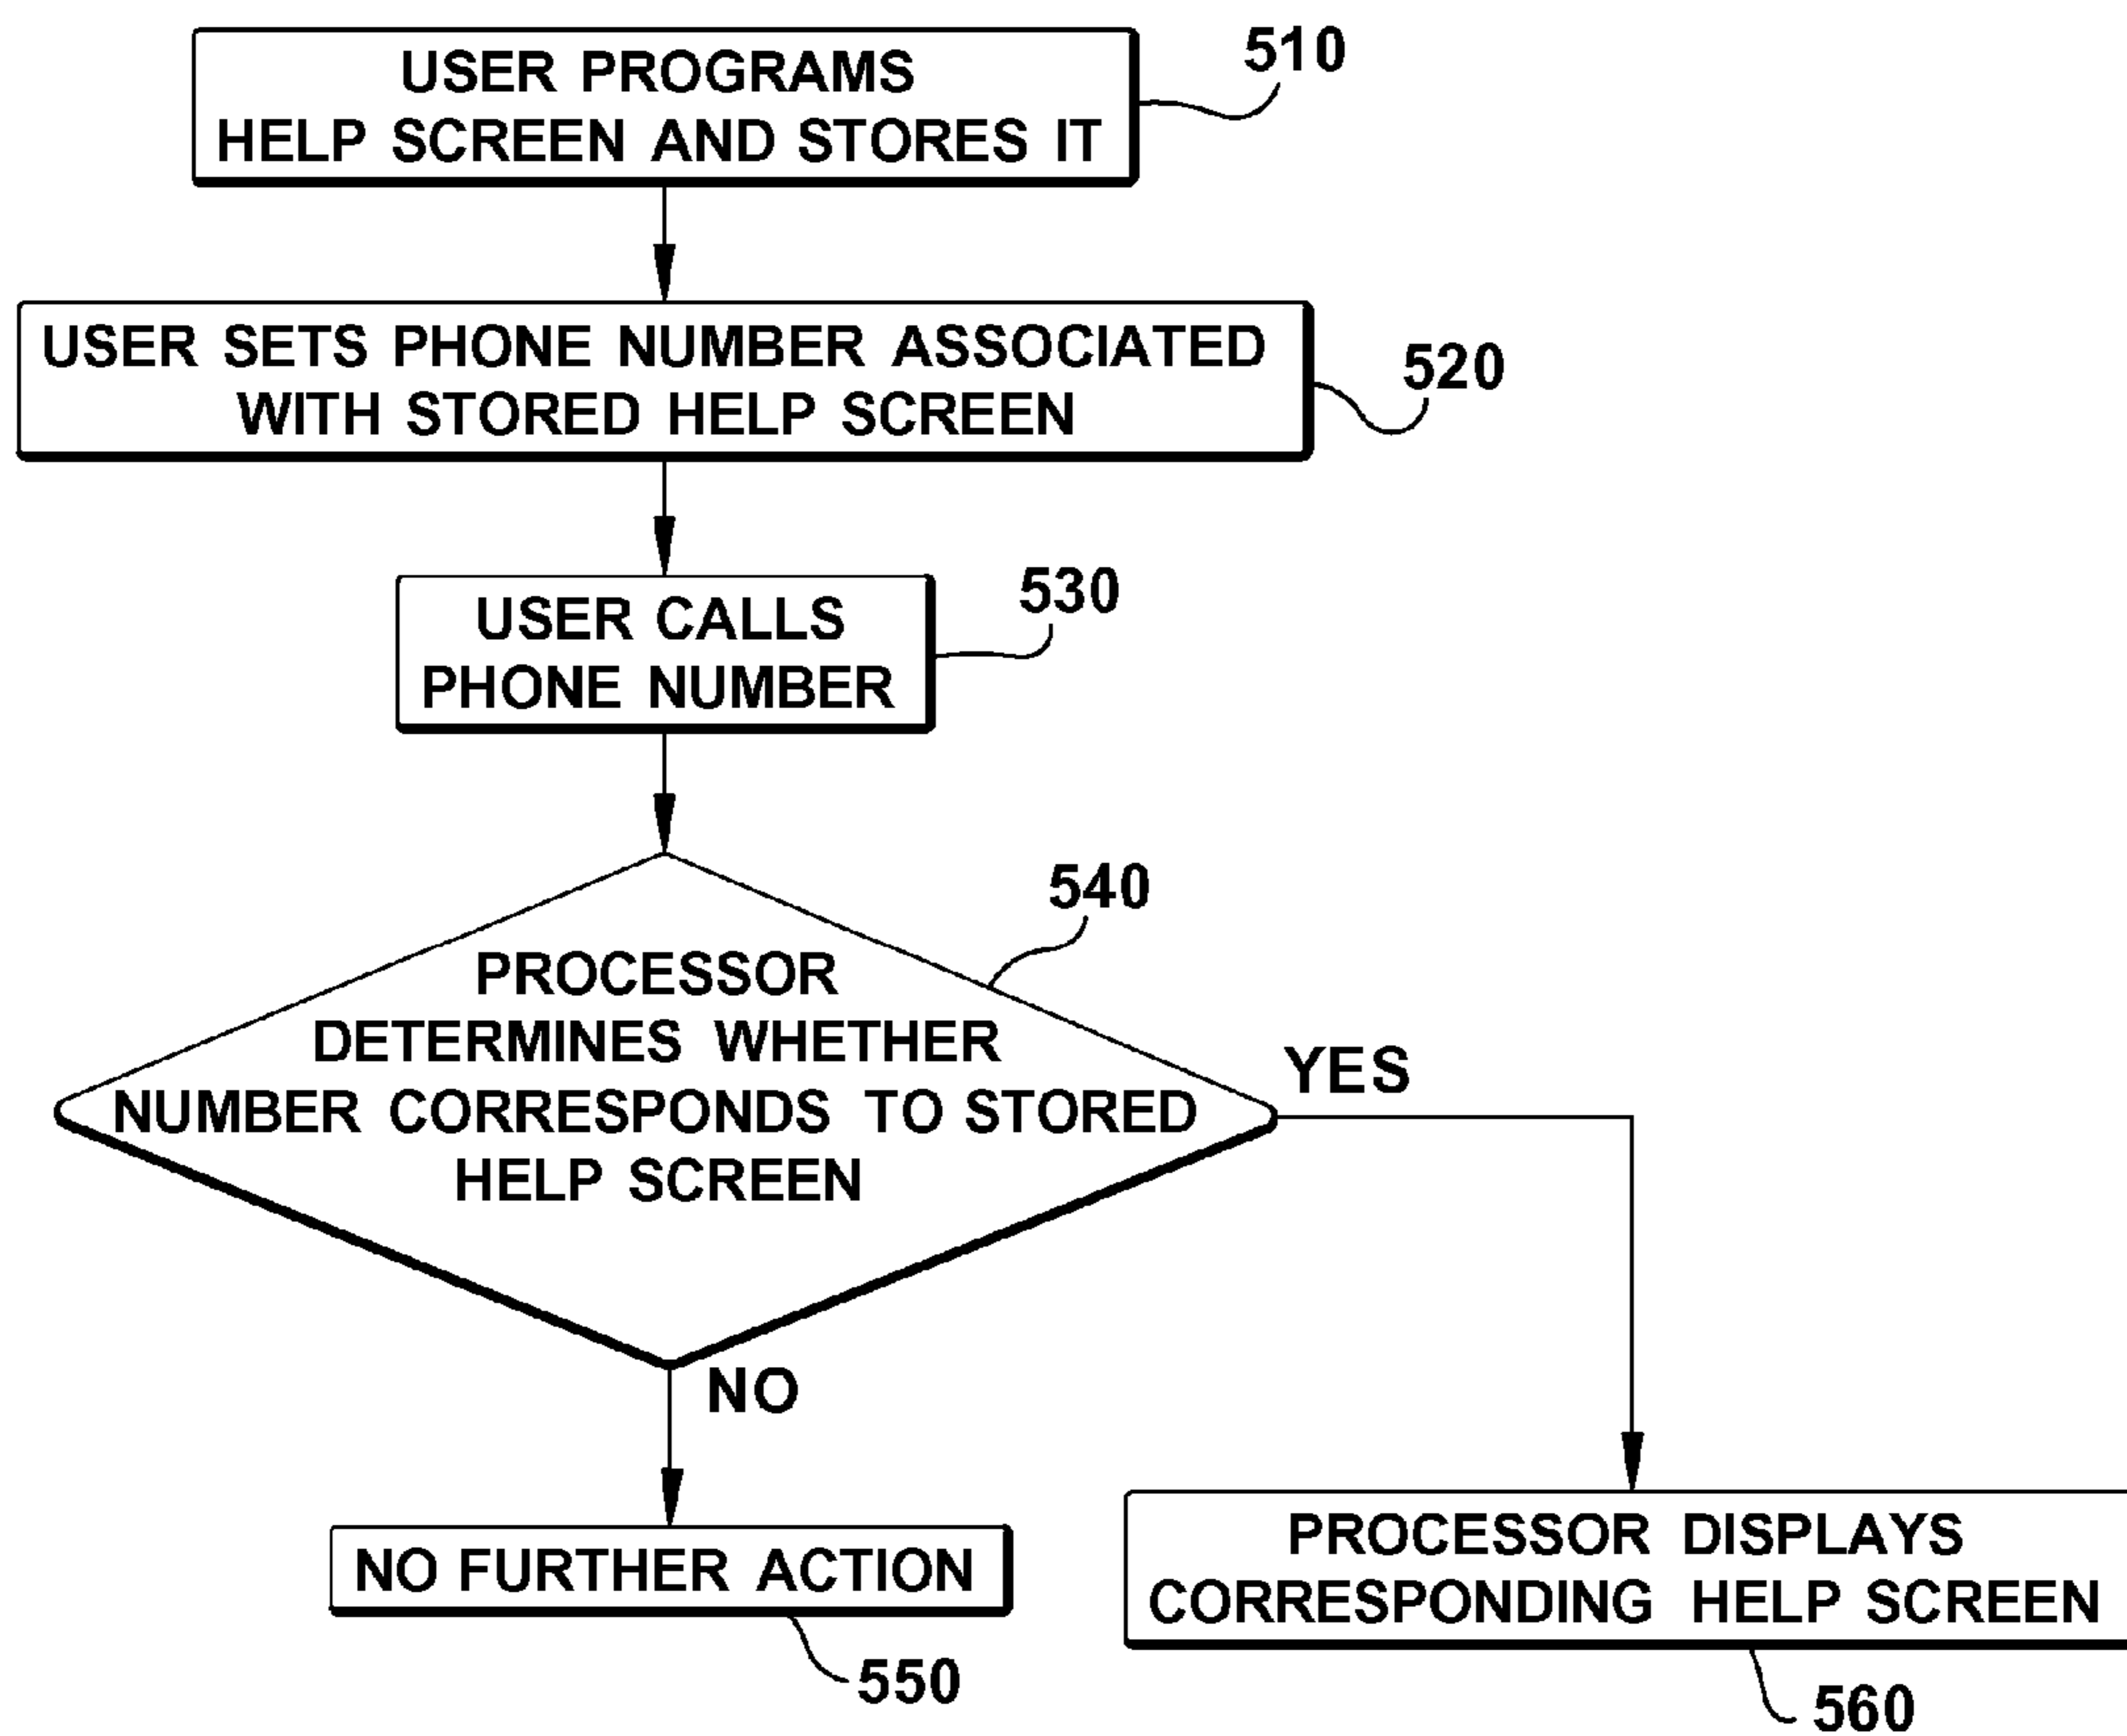 USER PROGRAMS
HELP SCREEN AND STORES IT
510
USER SETS PHONE NUMBER ASSOCIATED
WITH STORED HELP SCREEN
520
USER CALLS
PHONE NUMBER
530
540
PROCESSOR
DETERMINES WHETHER
NUMBER CORRESPONDS TO STORED
HELP SCREEN
YES
NO
NO FURTHER ACTION
550
PROCESSOR DISPLAYS
CORRESPONDING HELP SCREEN
560